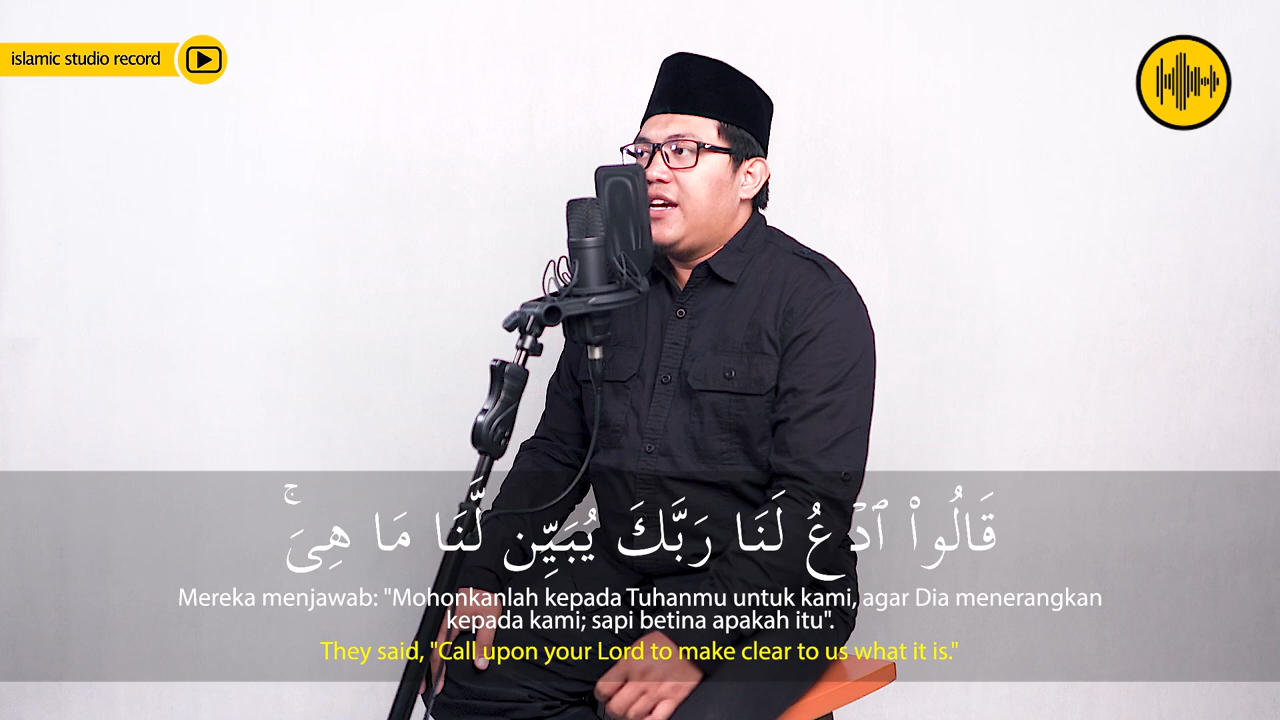 islamic studio record
قَالُوا۟ ٱدْعُ لَنَا رَبَّكَ يُبَيِّن لَّنَا مَا هِىَ ۚ
Mereka menjawab: "Mohonkanlah kepada Tuhanmu untuk kami, agar Dia menerangkan
kepada kami; sapi betina apakah itu".
They said, "Call upon your Lord to make clear to us what it is."